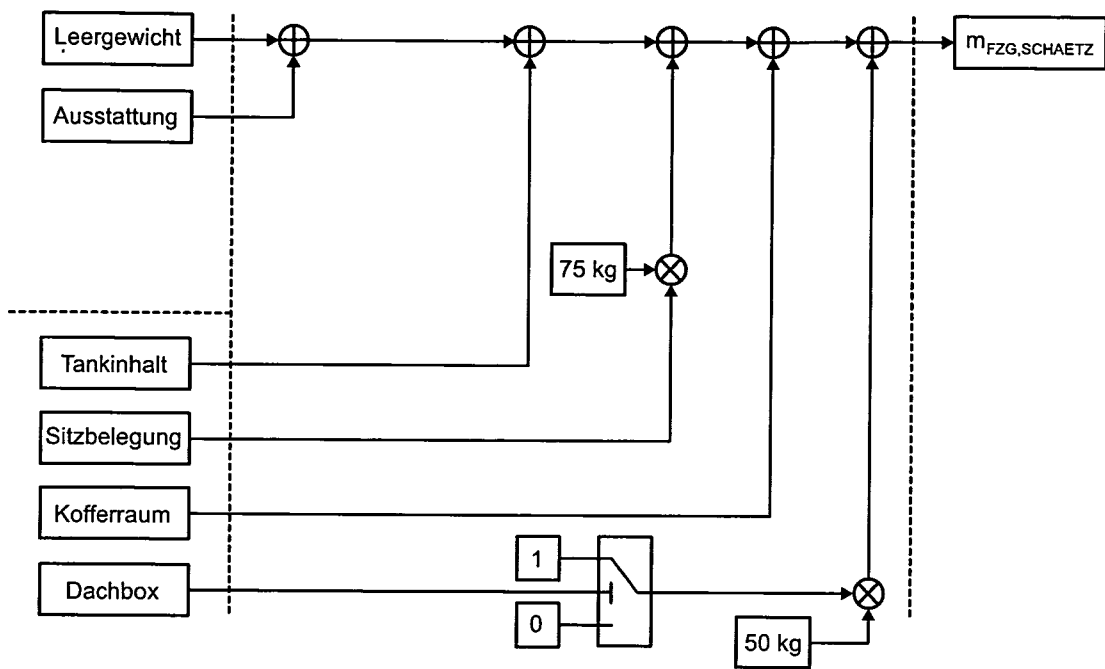 Leergewicht
m_FZG,SCHAETZ
Ausstattung
75 kg
Tankinhalt
Sitzbelegung
Kofferraum
1
Dachbox
0
50 kg